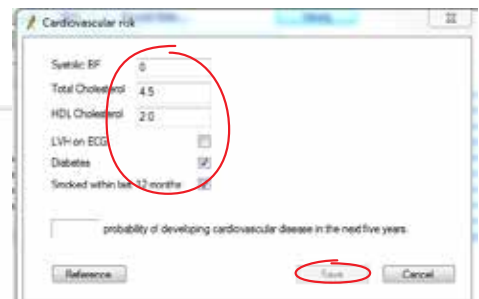 Cardiovascular risk
Systolic BP 0
Total Cholesterol 4.5
HDL Cholesterol 2.0
LVH on ECG
Diabetes
Smoked within last 12 months
probability of developing cardiovascular disease in the next five years.
Reference Save Cancel